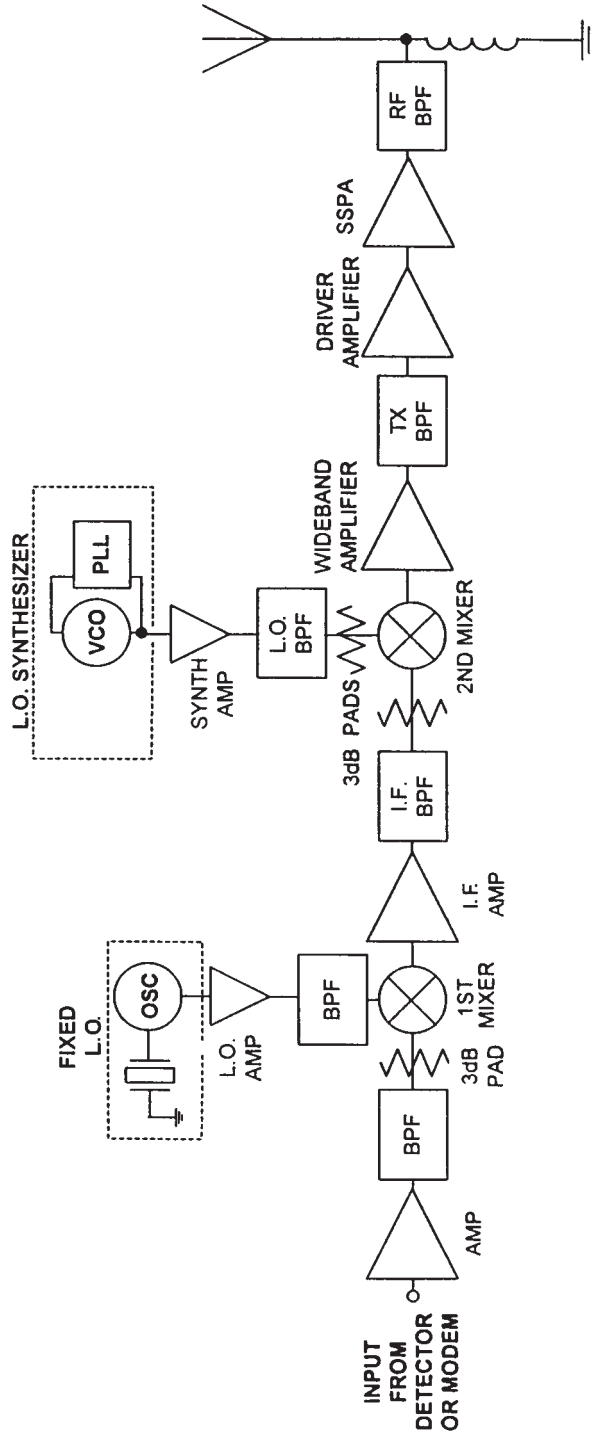 INPUT
FROM
DETECTOR
OR MODEM
AMP
BPF
3dB
PAD
1ST
MIXER
FIXED
L.O.
OSC
L.O.
AMP
BPF
I.F.
AMP
I.F.
BPF
3dB PADS
2ND MIXER
L.O. SYNTHESIZER
VCO
PLL
SYNTH
AMP
L.O.
BPF
WIDEBAND
AMPLIFIER
TX
BPF
DRIVER
AMPLIFIER
SSPA
RF
BPF